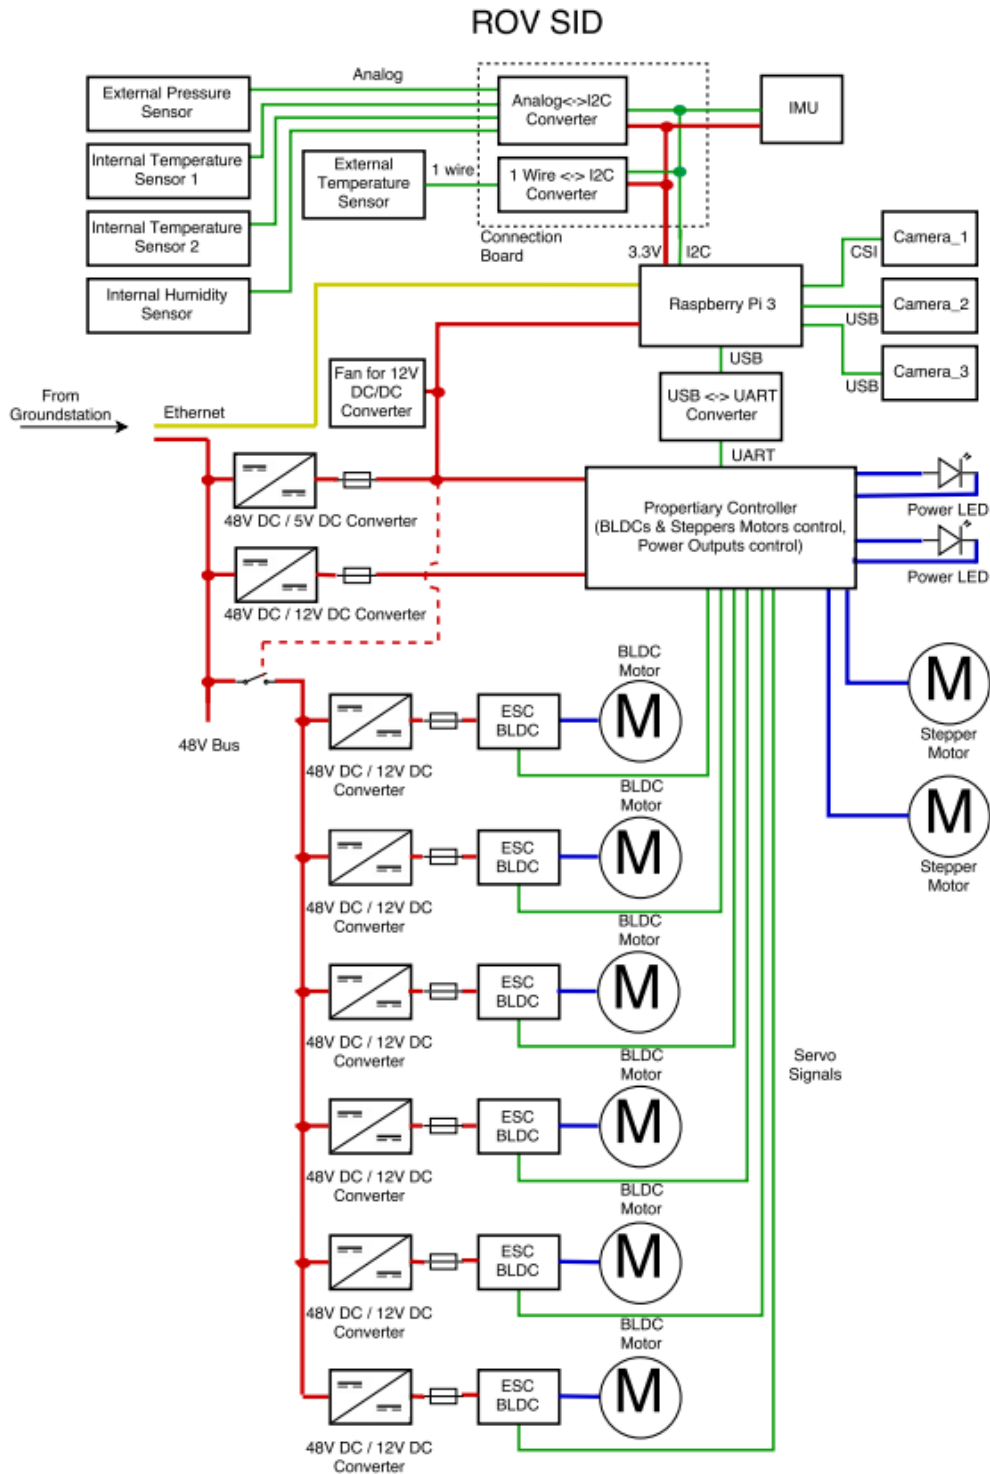 ROV SID
Analog
External Pressure
Sensor
Analog<->I2C
Converter
IMU
Internal Temperature
Sensor 1
External
Temperature
Sensor
1 wire
1 Wire <-> I2C
Converter
Internal Temperature
Sensor 2
Connection
Board
3.3V
I2C
Camera_1
CSI
Internal Humidity
Sensor
Raspberry Pi 3
Camera_2
USB
USB
Camera_3
USB
Fan for 12V
DC/DC
Converter
USB <-> UART
Converter
From
Groundstation
Ethernet
UART
48V DC / 5V DC Converter
Propertiary Controller
(BLDCs & Steppers Motors control,
Power Outputs control)
Power LED
Power LED
48V DC / 12V DC Converter
48V Bus
BLDC
Motor
ESC
BLDC
M
48V DC / 12V DC
Converter
M
Stepper
Motor
BLDC
Motor
ESC
BLDC
M
48V DC / 12V DC
Converter
M
Stepper
Motor
BLDC
Motor
ESC
BLDC
M
48V DC / 12V DC
Converter
Servo
Signals
BLDC
Motor
ESC
BLDC
M
48V DC / 12V DC
Converter
BLDC
Motor
ESC
BLDC
M
48V DC / 12V DC
Converter
BLDC
Motor
ESC
BLDC
M
48V DC / 12V DC
Converter